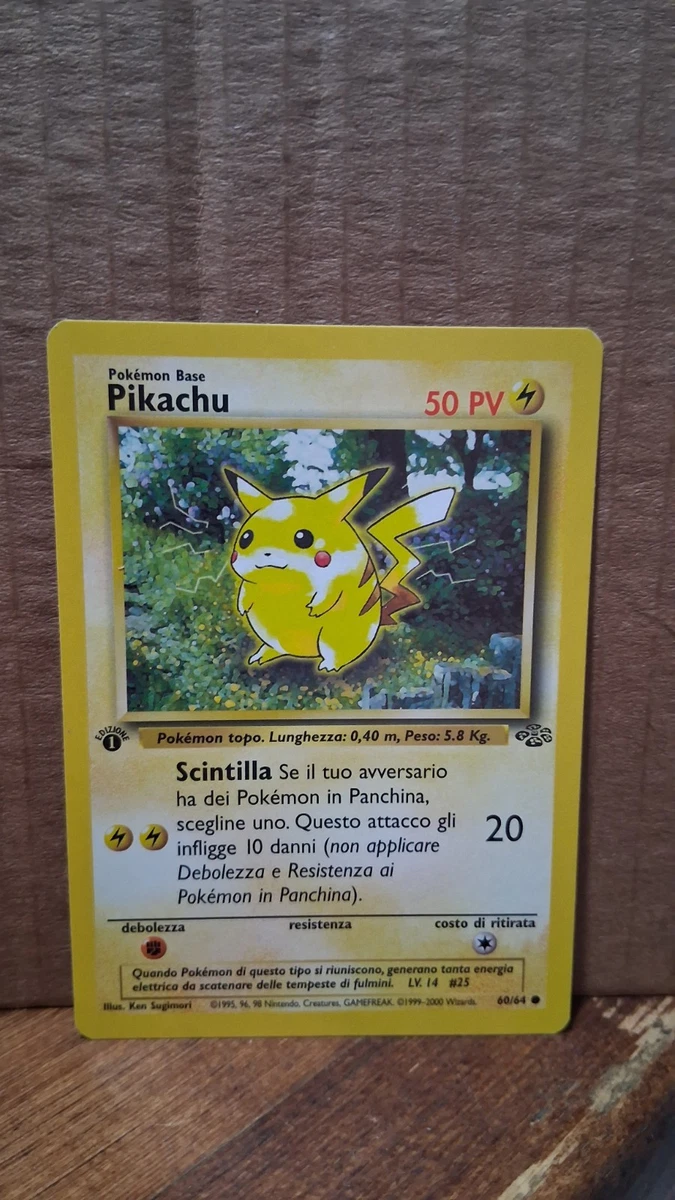 Pokémon Base
Pikachu
50 PV
EDIZIONE
1
Pokémon topo. Lunghezza: 0,40 m, Peso: 5.8 Kg.
Scintilla Se il tuo avversario
ha dei Pokémon in Panchina,
scegline uno. Questo attacco gli
infligge 10 danni (non applicare
Debolezza e Resistenza ai
Pokémon in Panchina).
20
debolezza
resistenza
costo di ritirata
Quando Pokémon di questo tipo si riuniscono, generano tanta energia
elettrica da scatenare delle tempeste di fulmini. LV. 14 #25
Illus. Ken Sugimori ©1995, 96, 98 Nintendo, Creatures, GAMEFREAK. ©1999-2000 Wizards. 60/64